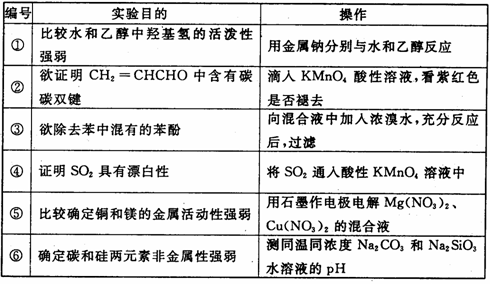 编号 实验目的 操作
① 比较水和乙醇中羟基氢的活泼性强弱 用金属钠分别与水和乙醇反应
② 欲证明 CH₂=CHCHO 中含有碳碳双键 滴入 KMnO₄ 酸性溶液，看紫红色是否褪去
③ 欲除去苯中混有的苯酚 向混合液中加入浓溴水，充分反应后，过滤
④ 证明 SO₂ 具有漂白性 将 SO₂ 通入酸性 KMnO₄ 溶液中
⑤ 比较确定铜和镁的金属活动性强弱 用石墨作电极电解 Mg(NO₃)₂、Cu(NO₃)₂ 的混合液
⑥ 确定碳和硅两元素非金属性强弱 测同温同浓度 Na₂CO₃ 和 Na₂SiO₃ 水溶液的 pH